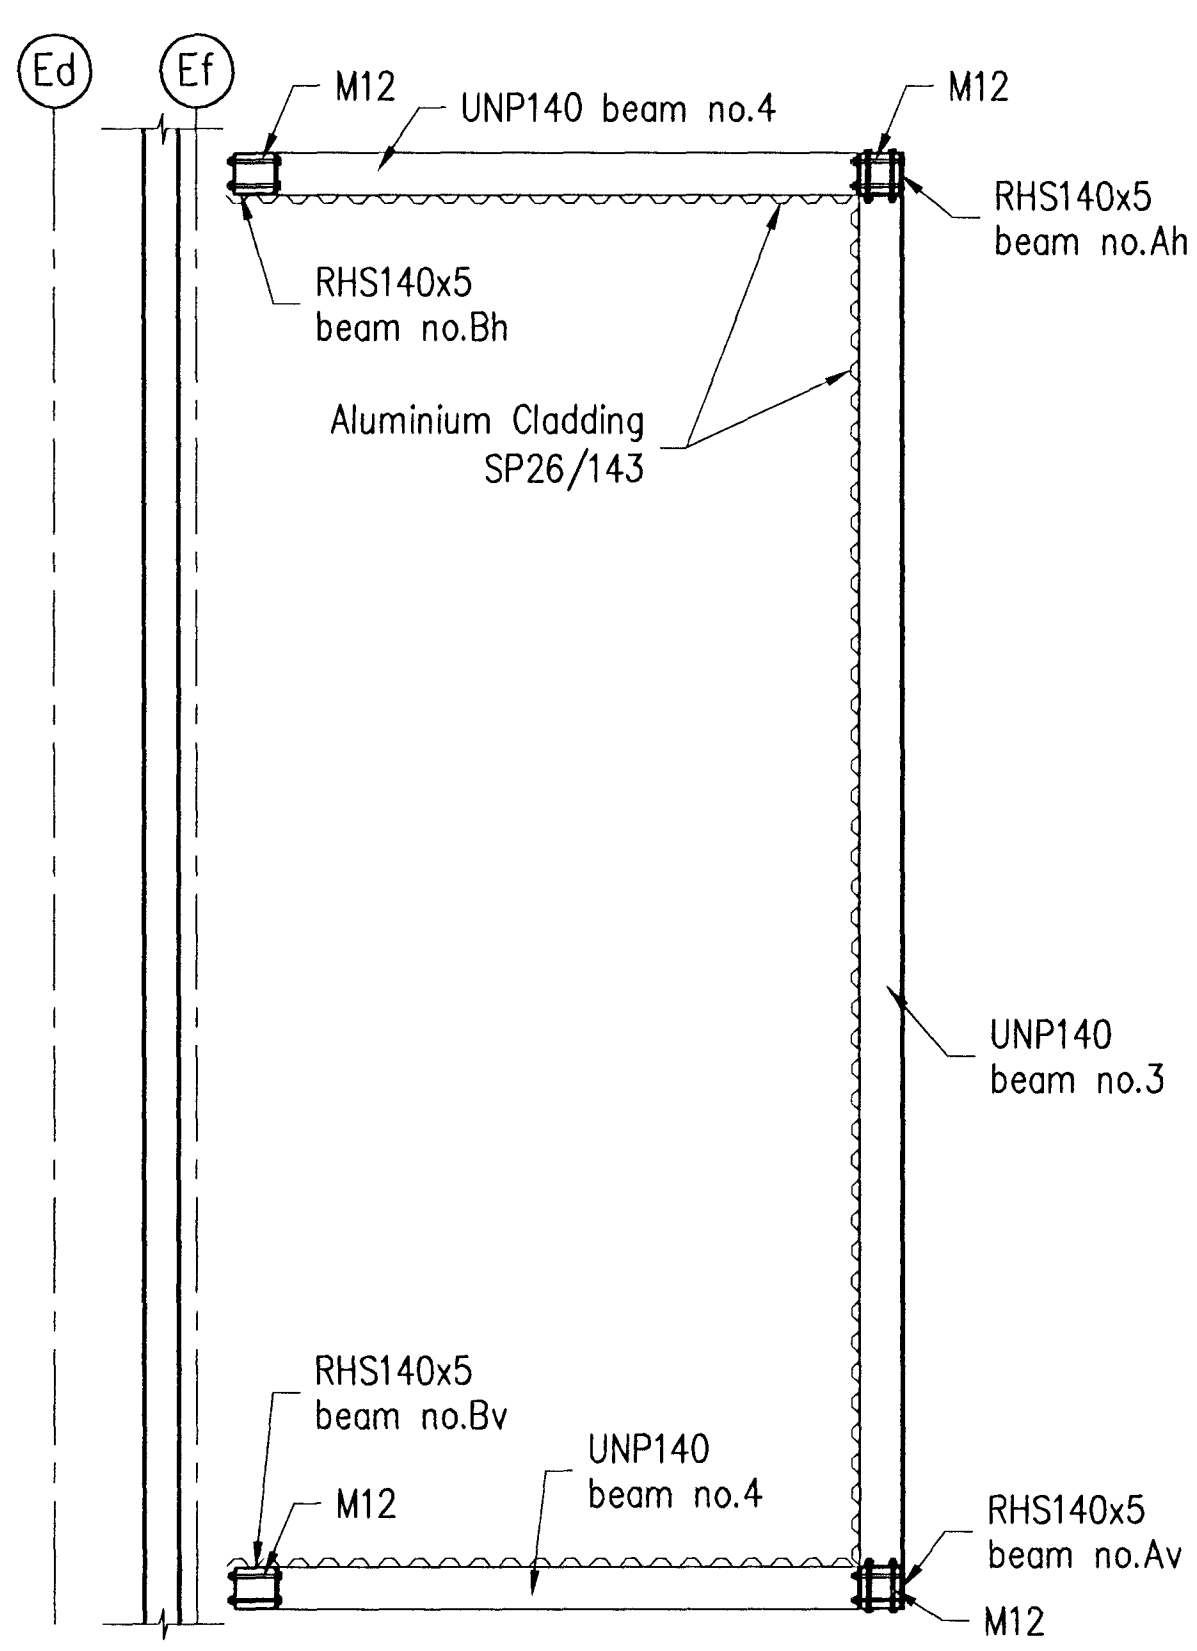 Ed
Ef
M12
UNP140 beam no.4
M12
RHS140x5
beam no.Ah
RHS140x5
beam no.Bh
Aluminium Cladding
SP26/143
UNP140
beam no.3
RHS140x5
beam no.Bv
UNP140
beam no.4
M12
RHS140x5
beam no.Av
M12